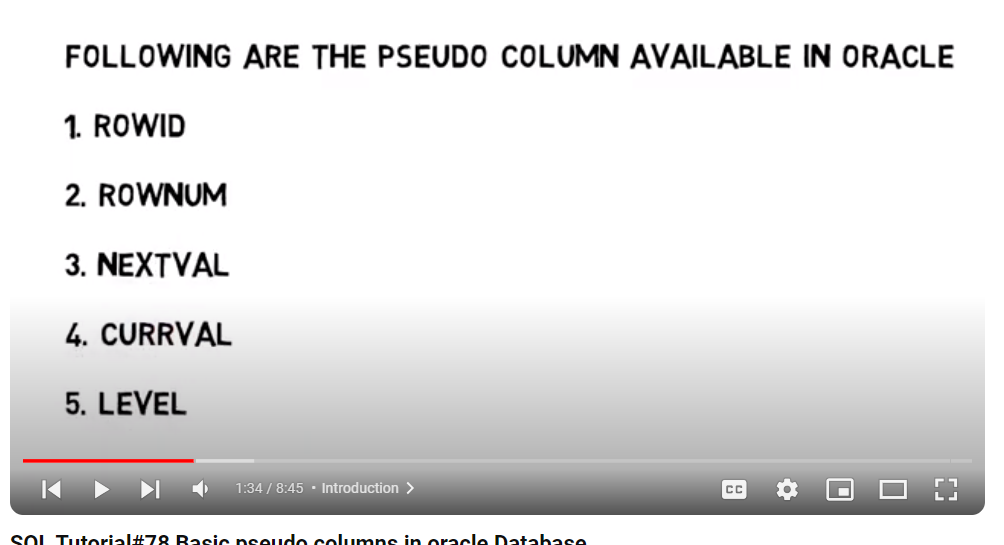 FOLLOWING ARE THE PSEUDO COLUMN AVAILABLE IN ORACLE
1. ROWID
2. ROWNUM
3. NEXTVAL
4. CURRVAL
5. LEVEL
1:34 / 8:45 • Introduction >
CC
SQL Tutorial#78 Basic pseudo columns in oracle Database